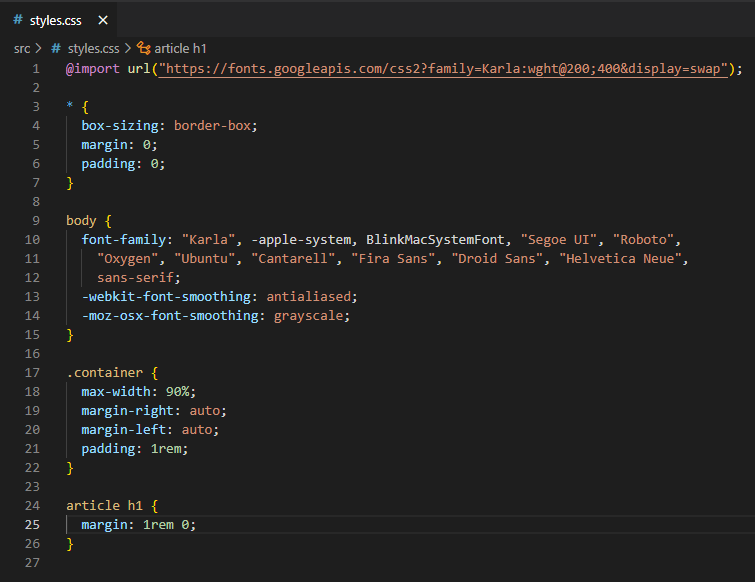 # styles.css ×
src > # styles.css > article h1
1 @import url("https://fonts.googleapis.com/css2?family=Karla:wght@200;400&display=swap");
2
3 * {
4   box-sizing: border-box;
5   margin: 0;
6   padding: 0;
7 }
8
9 body {
10   font-family: "Karla", -apple-system, BlinkMacSystemFont, "Segoe UI", "Roboto",
11     "Oxygen", "Ubuntu", "Cantarell", "Fira Sans", "Droid Sans", "Helvetica Neue",
12     sans-serif;
13   -webkit-font-smoothing: antialiased;
14   -moz-osx-font-smoothing: grayscale;
15 }
16
17 .container {
18   max-width: 90%;
19   margin-right: auto;
20   margin-left: auto;
21   padding: 1rem;
22 }
23
24 article h1 {
25   margin: 1rem 0;
26 }
27